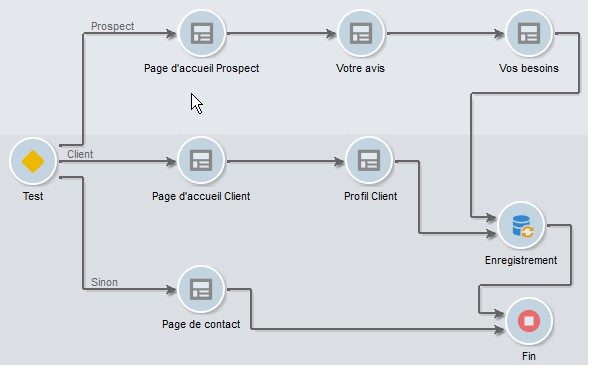 Prospect
Page d'accueil Prospect
Votre avis
Vos besoins
Client
Test
Page d'accueil Client
Profil Client
Enregistrement
Sinon
Page de contact
Fin